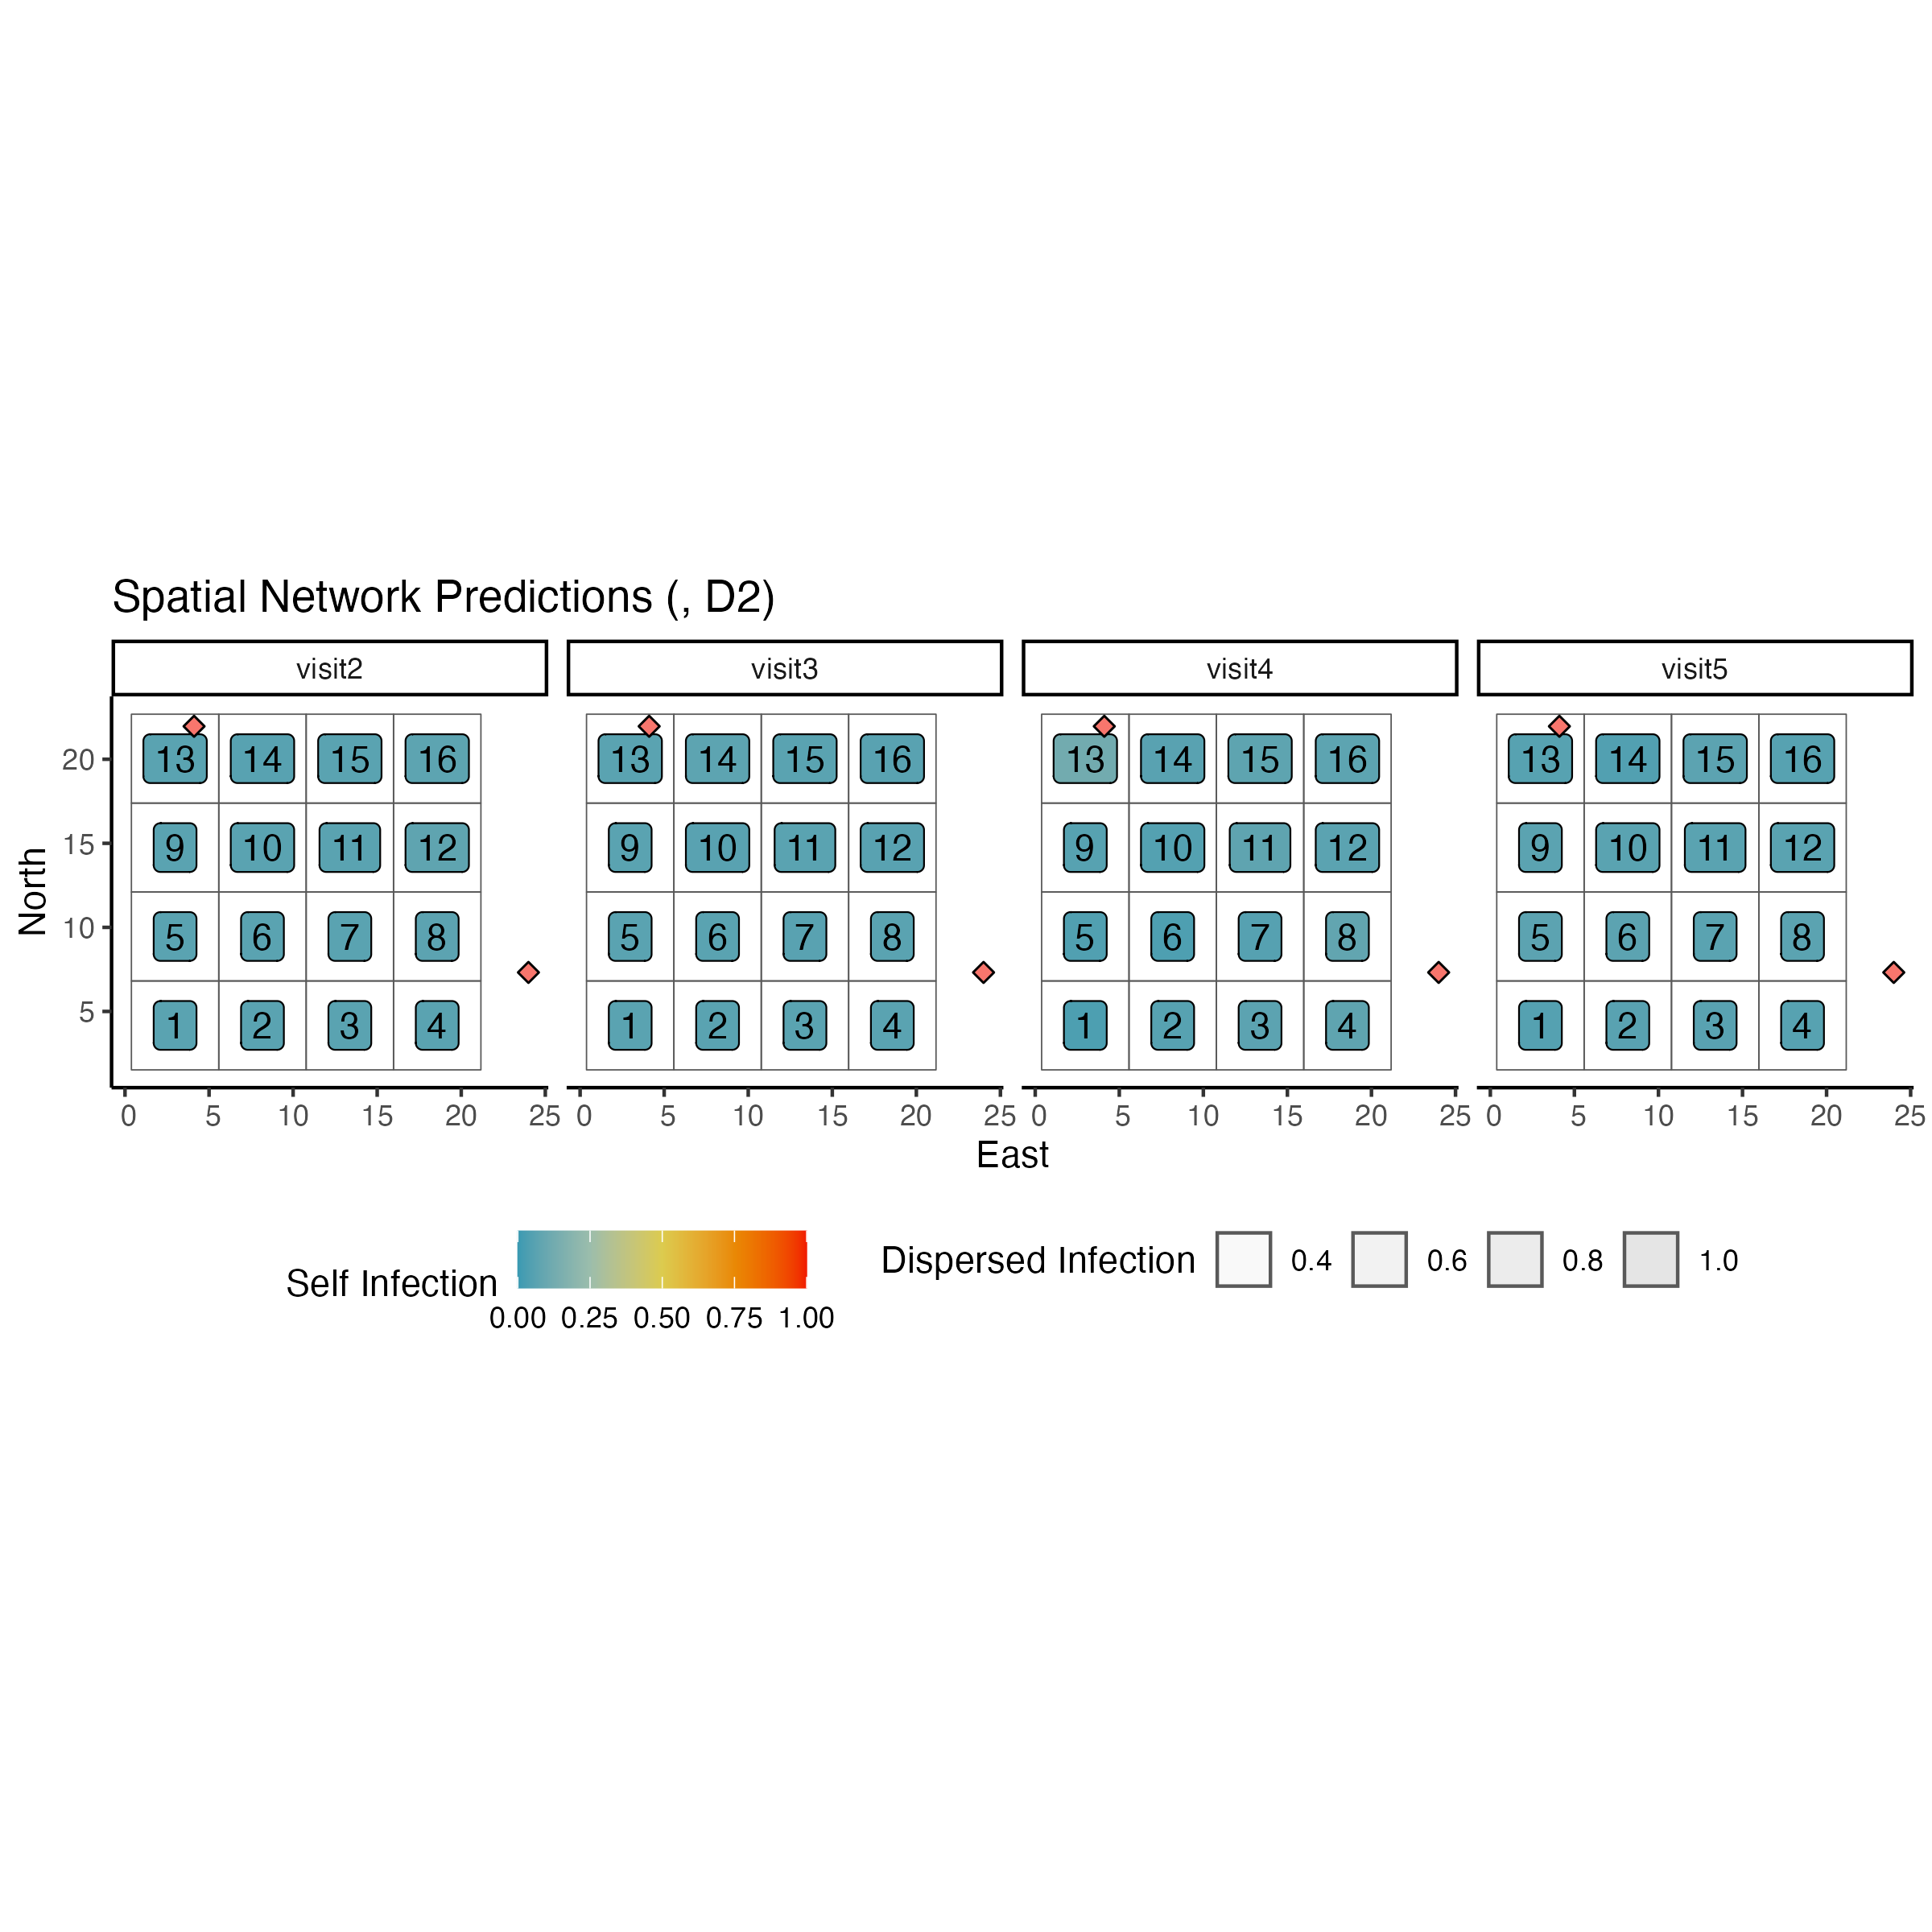 Spatial Network Predictions (, D2)
visit2 visit3 visit4 visit5
20 13 14 15 16 13 14 15 16 13 14 15 16 13 14 15 16
15 9 10 11 12 9 10 11 12 9 10 11 12 9 10 11 12
10 5 6 7 8 5 6 7 8 5 6 7 8 5 6 7 8
5 1 2 3 4 1 2 3 4 1 2 3 4 1 2 3 4
North
0 5 10 15 20 25 0 5 10 15 20 25 0 5 10 15 20 25 0 5 10 15 20 25
East
Self Infection
0.00 0.25 0.50 0.75 1.00
Dispersed Infection 0.4 0.6 0.8 1.0